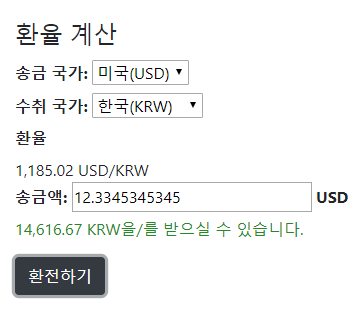 환율 계산
송금 국가: 미국(USD)
수취 국가: 한국(KRW)
환율
1,185.02 USD/KRW
송금액: 12.3345345345 USD
14,616.67 KRW을/를 받으실 수 있습니다.
환전하기